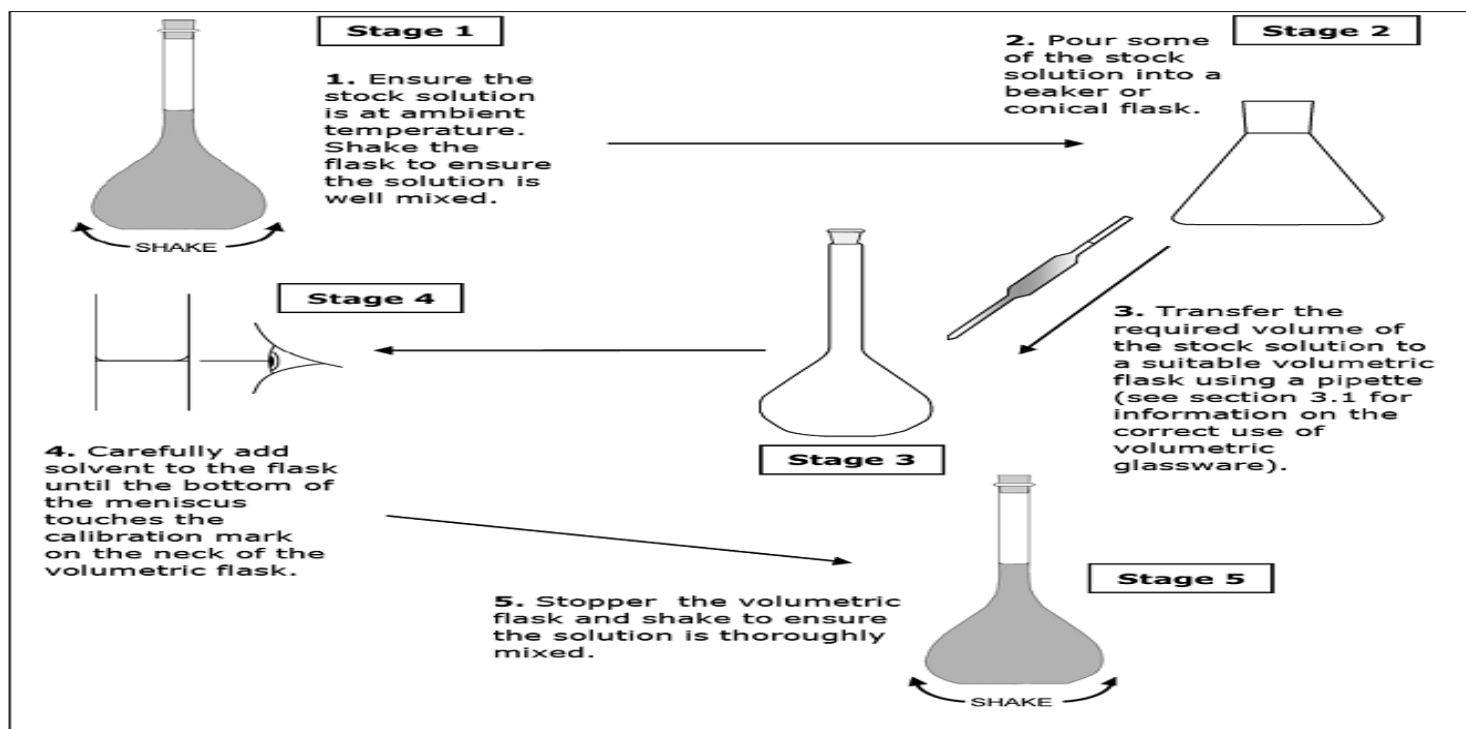 Stage 1
1. Ensure the
stock solution
is at ambient
temperature.
Shake the
flask to ensure
the solution is
well mixed.
SHAKE
Stage 2
2. Pour some
of the stock
solution into a
beaker or
conical flask.
3. Transfer the
required volume of
the stock solution to
a suitable volumetric
flask using a pipette
(see section 3.1 for
information on the
correct use of
volumetric
glassware).
Stage 3
Stage 4
4. Carefully add
solvent to the flask
until the bottom of
the meniscus
touches the
calibration mark
on the neck of the
volumetric flask.
5. Stopper the volumetric
flask and shake to ensure
the solution is thoroughly
mixed.
Stage 5
SHAKE